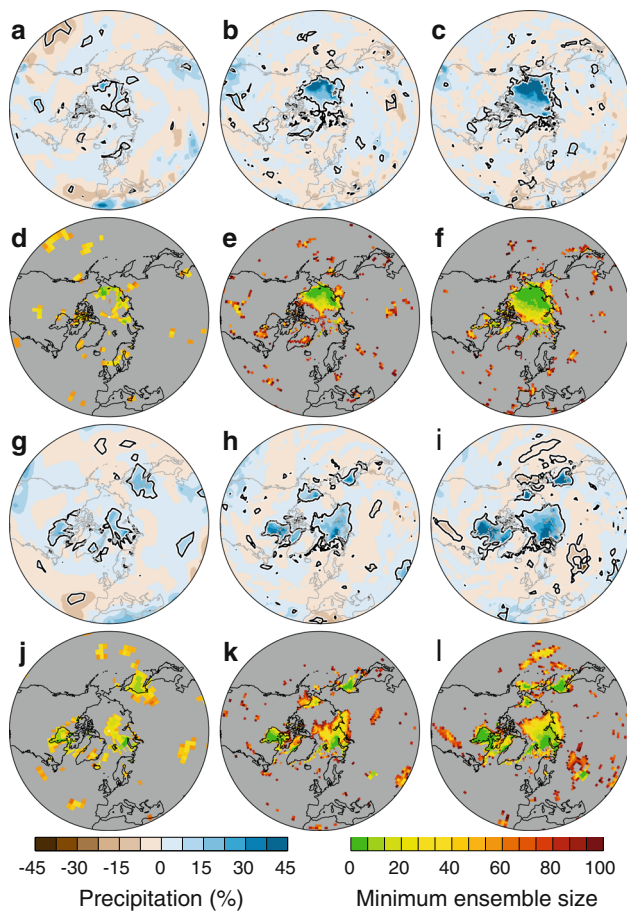 a b c
d e f
g h i
j k l
-45 -30 -15 0 15 30 45
0 20 40 60 80 100
Precipitation (%) Minimum ensemble size